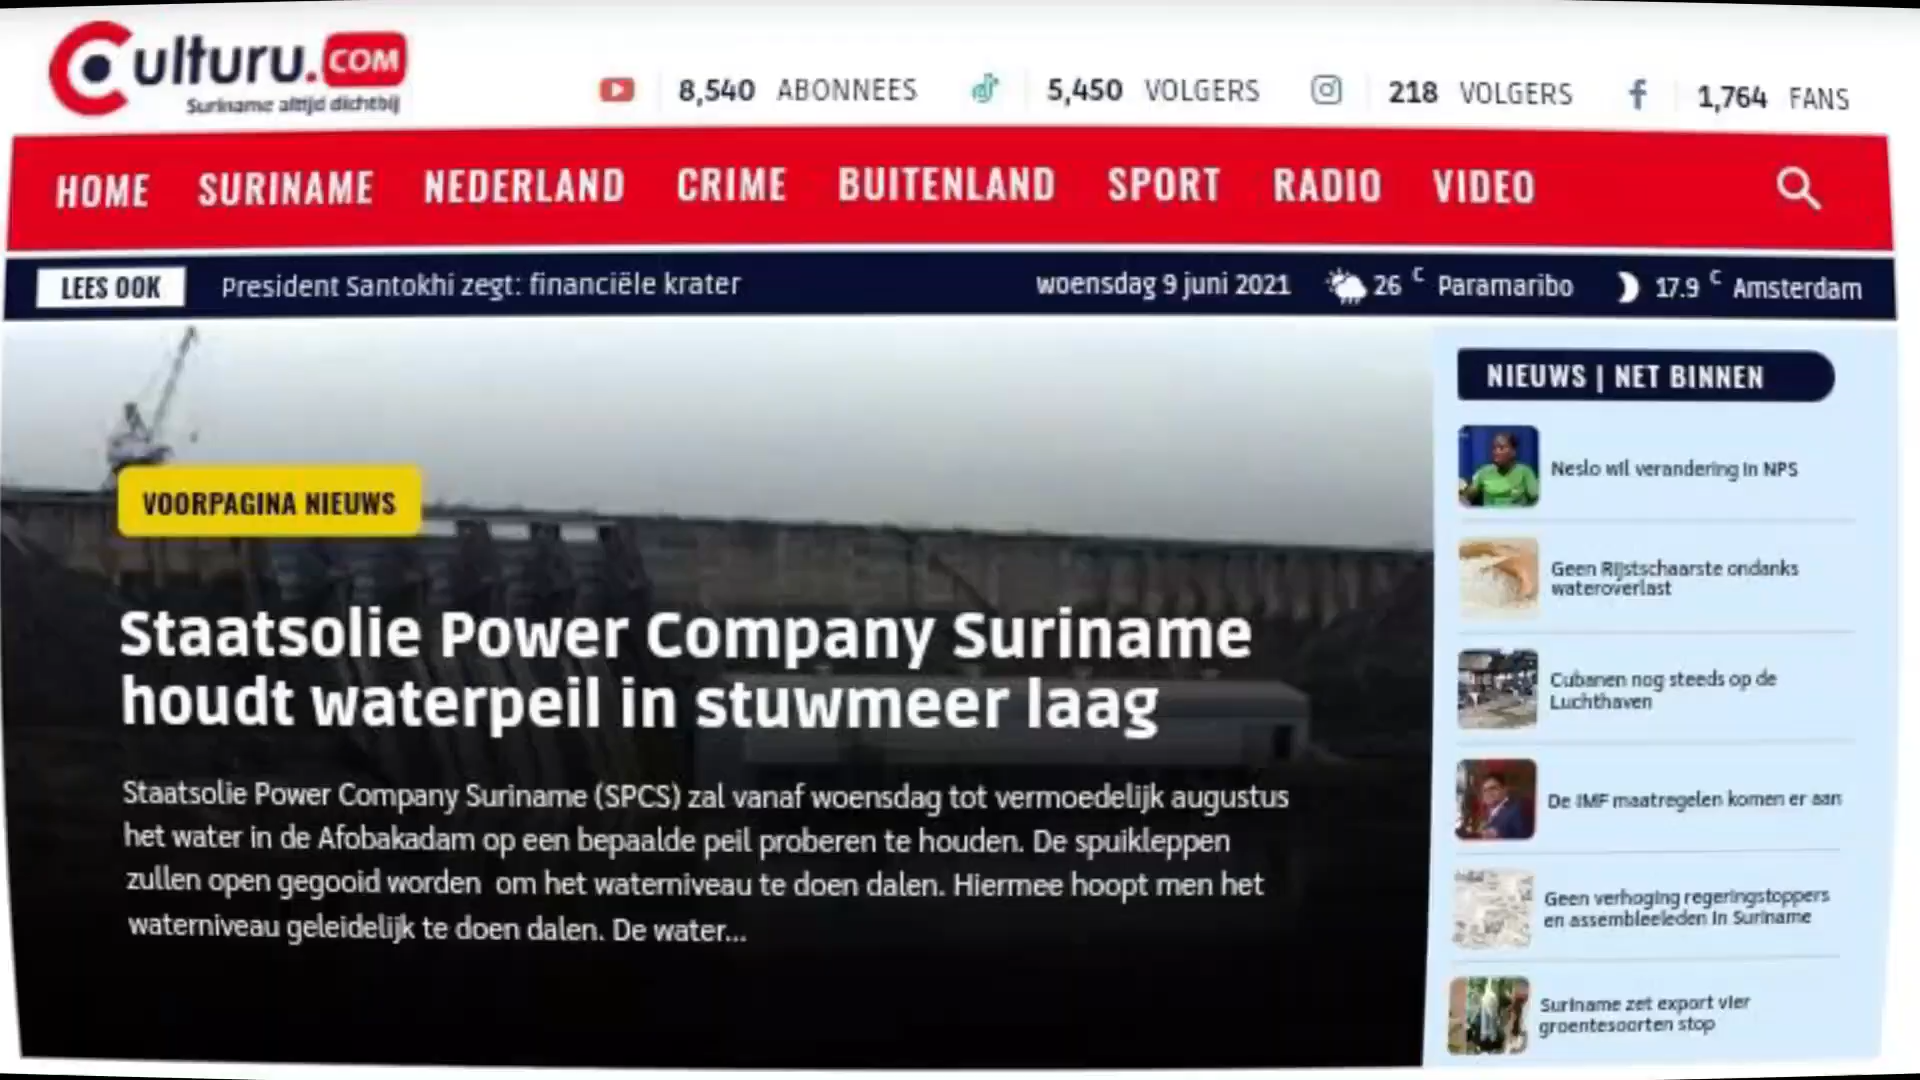 Culturu.COM
Suriname altijd dichtbij
8,540 ABONNEES 5,450 VOLGERS 218 VOLGERS 1,764 FANS
HOME SURINAME NEDERLAND CRIME BUITENLAND SPORT RADIO VIDEO
LEES OOK President Santokhi zegt: financiële krater woensdag 9 juni 2021 26 C Paramaribo 17.9 C Amsterdam
VOORPAGINA NIEUWS
Staatsolie Power Company Suriname
houdt waterpeil in stuwmeer laag
Staatsolie Power Company Suriname (SPCS) zal vanaf woensdag tot vermoedelijk augustus
het water in de Afobakadam op een bepaalde peil proberen te houden. De spuikleppen
zullen open gegooid worden om het waterniveau te doen dalen. Hiermee hoopt men het
waterniveau geleidelijk te doen dalen. De water...
NIEUWS | NET BINNEN
Neslo wil verandering in NPS
Geen Rijstschaarste ondanks
wateroverlast
Cubanen nog steeds op de
Luchthaven
De IMF maatregelen komen er aan
Geen verhoging regeringstoppers
en assembleeleden in Suriname
Suriname zet export vier
groentesoorten stop